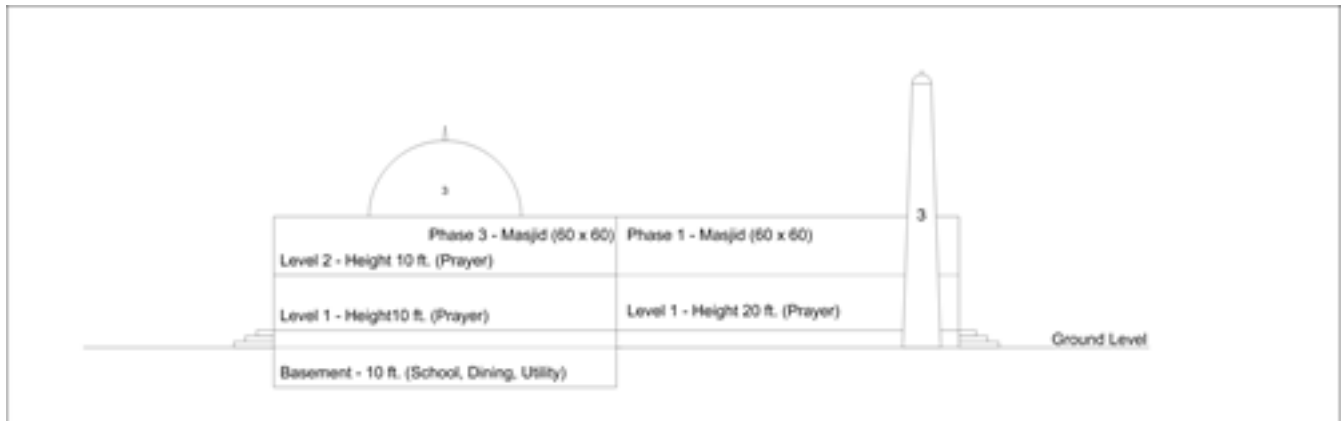 3
3
Phase 3 - Masjid (60 x 60)
Phase 1 - Masjid (60 x 60)
Level 2 - Height 10 ft. (Prayer)
Level 1 - Height10 ft. (Prayer)
Level 1 - Height 20 ft. (Prayer)
Ground Level
Basement - 10 ft. (School, Dining, Utility)